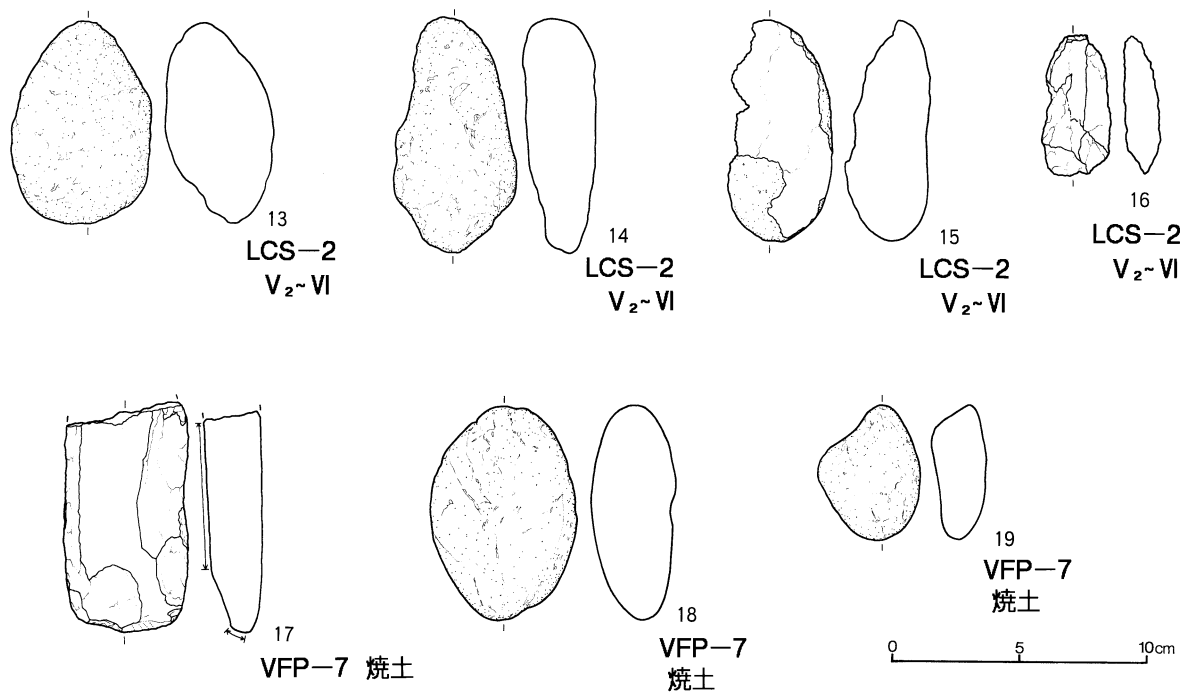 13
LCS－2
V₂~Ⅵ
14
LCS－2
V₂~Ⅵ
15
LCS－2
V₂~Ⅵ
16
LCS－2
V₂~Ⅵ
17
VFP－7 焼土
18
VFP－7
焼土
19
VFP－7
焼土
0 5 10cm